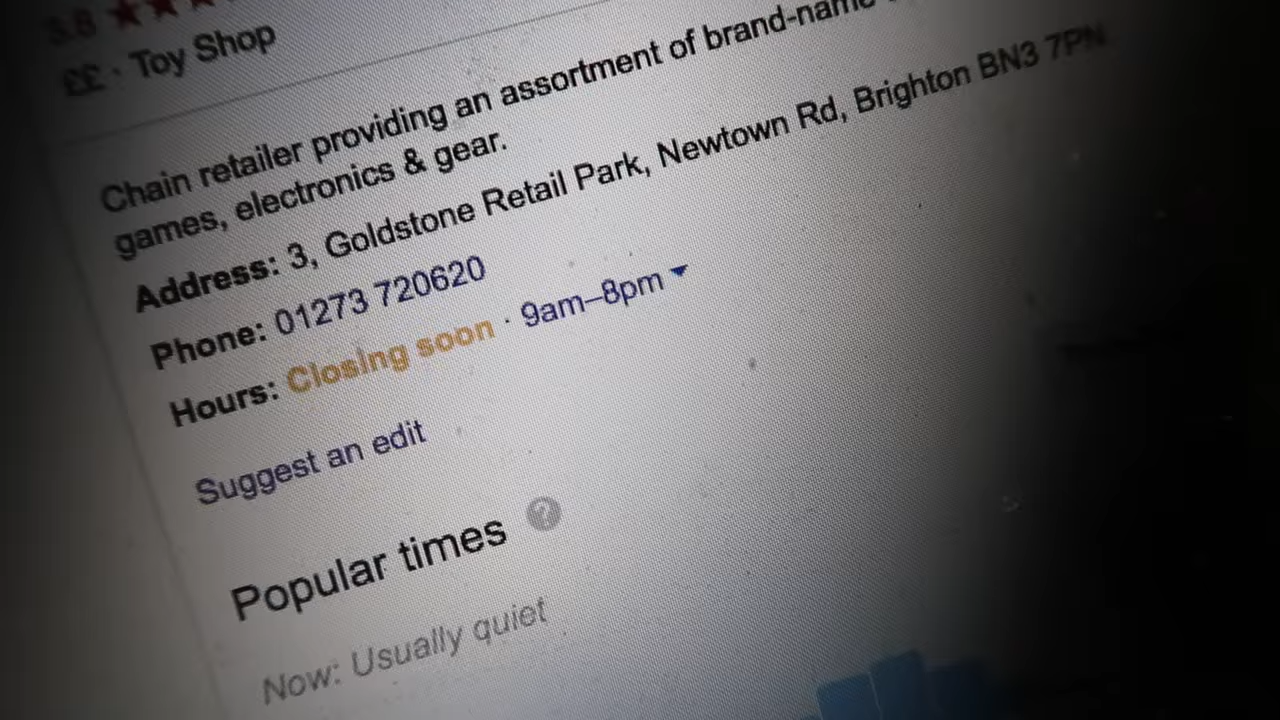 3.8 ★★★
££ · Toy Shop
Chain retailer providing an assortment of brand-name
games, electronics & gear.
Address: 3, Goldstone Retail Park, Newtown Rd, Brighton BN3 7PN
Phone: 01273 720620
Hours: Closing soon · 9am–8pm
Suggest an edit
Popular times ?
Now: Usually quiet